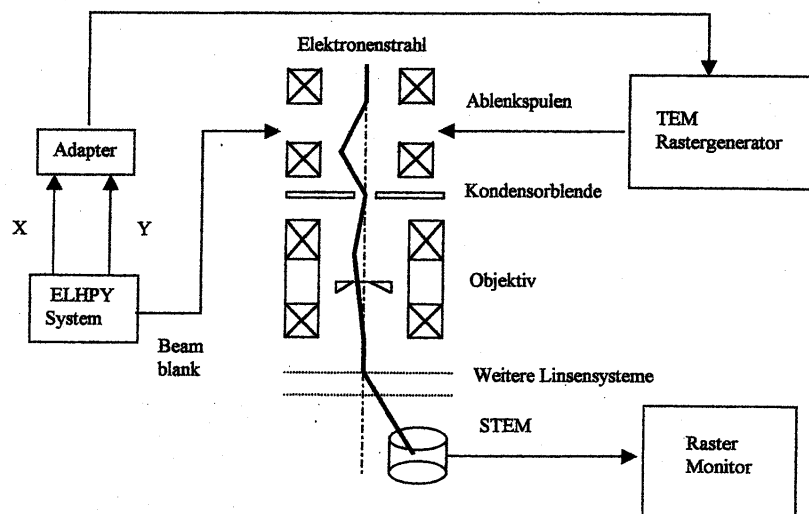 Elektronenstrahl
Ablenkspulen
TEM
Rastergenerator
Adapter
Kondensorblende
X
Y
ELHPY
System
Objektiv
Beam
blank
Weitere Linsensysteme
STEM
Raster
Monitor